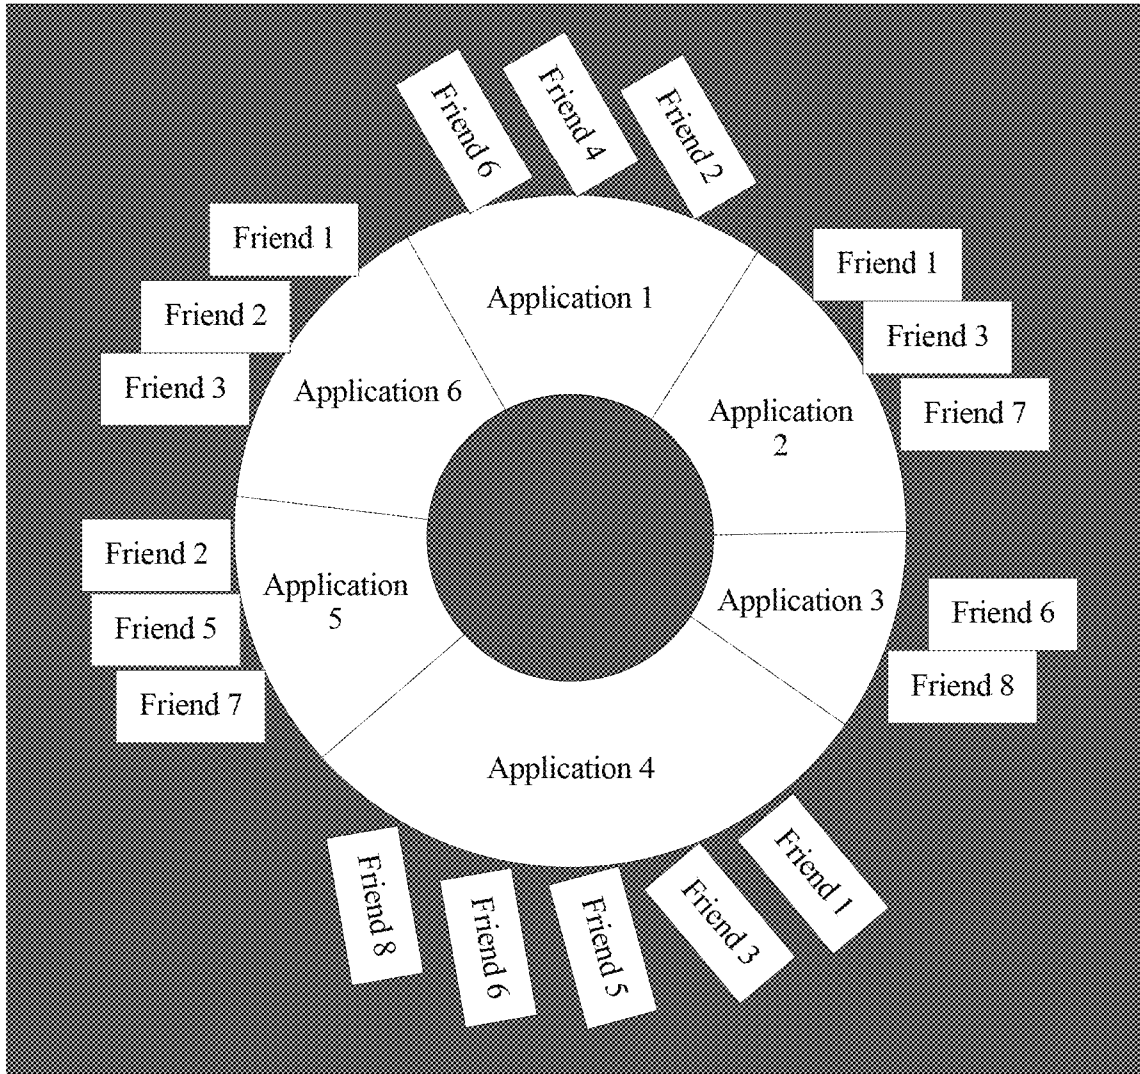 Friend 6
Friend 4
Friend 2
Friend 1
Friend 2
Friend 3
Friend 1
Friend 3
Friend 7
Application 1
Application 6
Application
2
Application
5
Application 3
Application 4
Friend 2
Friend 5
Friend 7
Friend 6
Friend 8
Friend 8
Friend 6
Friend 5
Friend 3
Friend 1